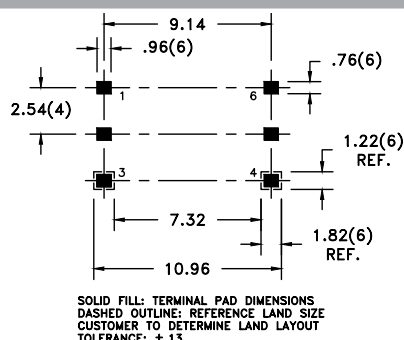 9.14
.96(6)
.76(6)
1
6
2.54(4)
1.22(6)
REF.
3
4
7.32
1.82(6)
REF.
10.96
SOLID FILL: TERMINAL PAD DIMENSIONS
DASHED OUTLINE: REFERENCE LAND SIZE
CUSTOMER TO DETERMINE LAND LAYOUT
TOLERANCE: ±.13